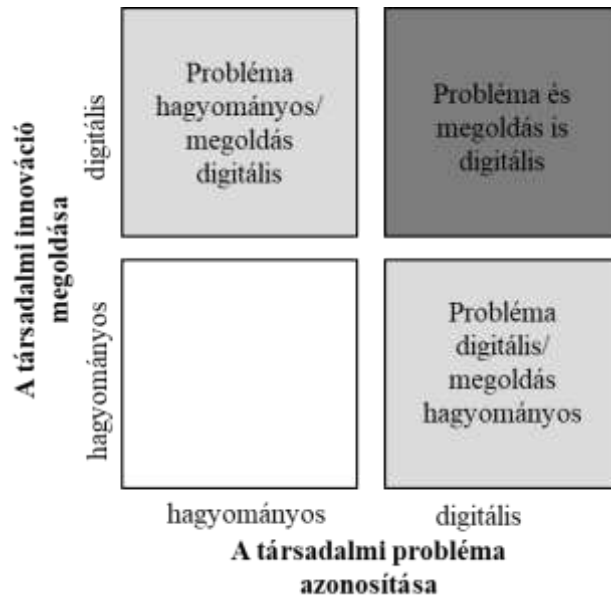 A társadalmi innováció
megoldása
digitális
hagyományos
Probléma
hagyományos/
megoldás
digitális
Probléma és
megoldás is
digitális
Probléma
digitális/
megoldás
hagyományos
hagyományos
digitális
A társadalmi probléma
azonosítása